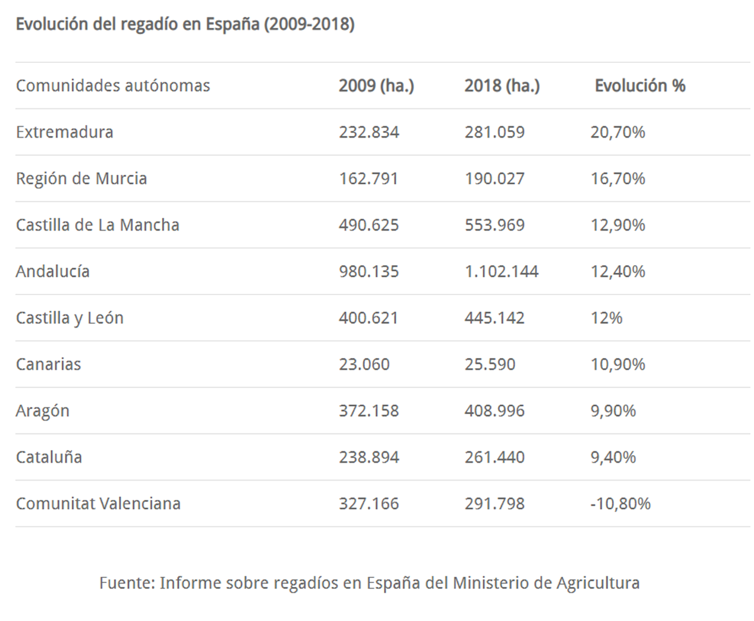 Evolución del regadío en España (2009-2018)
Comunidades autónomas 2009 (ha.) 2018 (ha.) Evolución %
Extremadura 232.834 281.059 20,70%
Región de Murcia 162.791 190.027 16,70%
Castilla de La Mancha 490.625 553.969 12,90%
Andalucía 980.135 1.102.144 12,40%
Castilla y León 400.621 445.142 12%
Canarias 23.060 25.590 10,90%
Aragón 372.158 408.996 9,90%
Cataluña 238.894 261.440 9,40%
Comunitat Valenciana 327.166 291.798 -10,80%
Fuente: Informe sobre regadíos en España del Ministerio de Agricultura